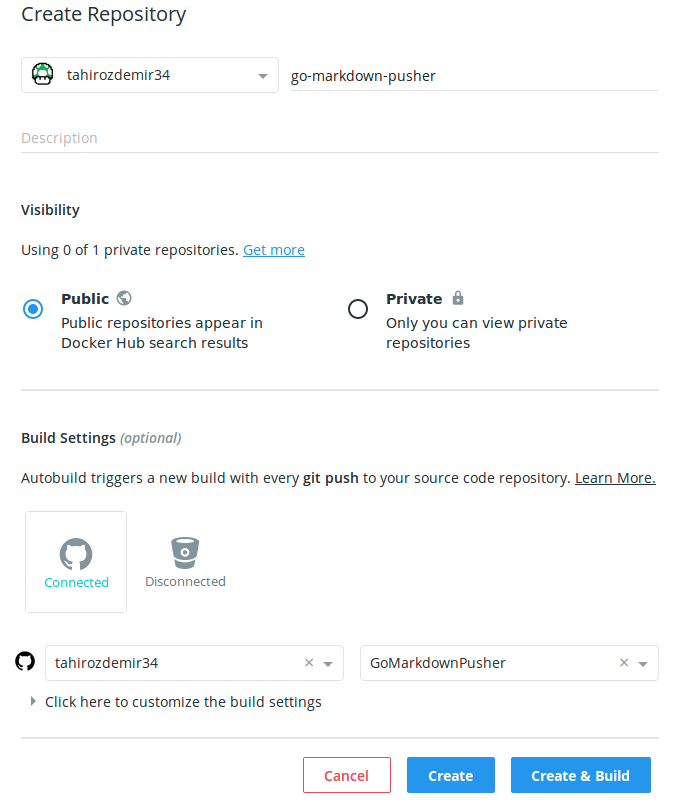 Create Repository
tahirozdemir34
go-markdown-pusher
Description
Visibility
Using 0 of 1 private repositories. Get more
Public
Public repositories appear in
Docker Hub search results
Private
Only you can view private
repositories
Build Settings (optional)
Autobuild triggers a new build with every git push to your source code repository. Learn More.
Connected
Disconnected
tahirozdemir34
GoMarkdownPusher
Click here to customize the build settings
Cancel
Create
Create & Build